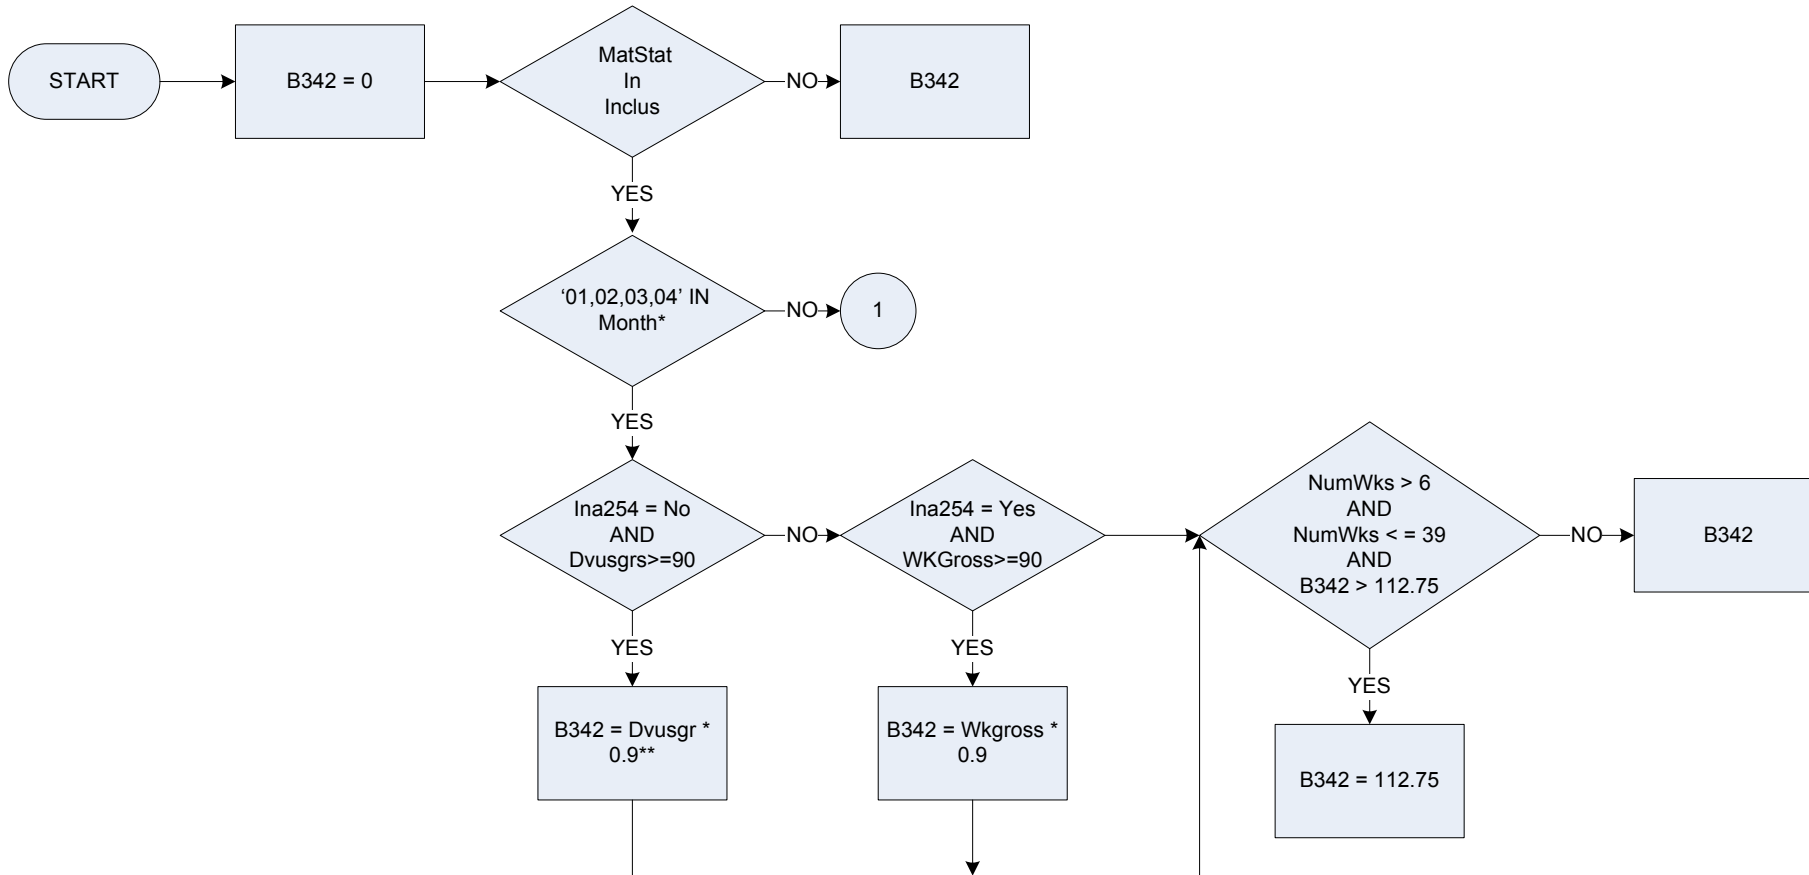 START
B342 = 0
MatStat
In
Inclus
NO
B342
YES
‘01,02,03,04’ IN
Month*
NO
1
YES
Ina254 = No
AND
Dvusgrs>=90
NO
Ina254 = Yes
AND
WKGross>=90
NumWks > 6
AND
NumWks < = 39
AND
B342 > 112.75
NO
B342
YES
YES
YES
B342 = Dvusgr *
0.9**
B342 = Wkgross *
0.9
B342 = 112.75